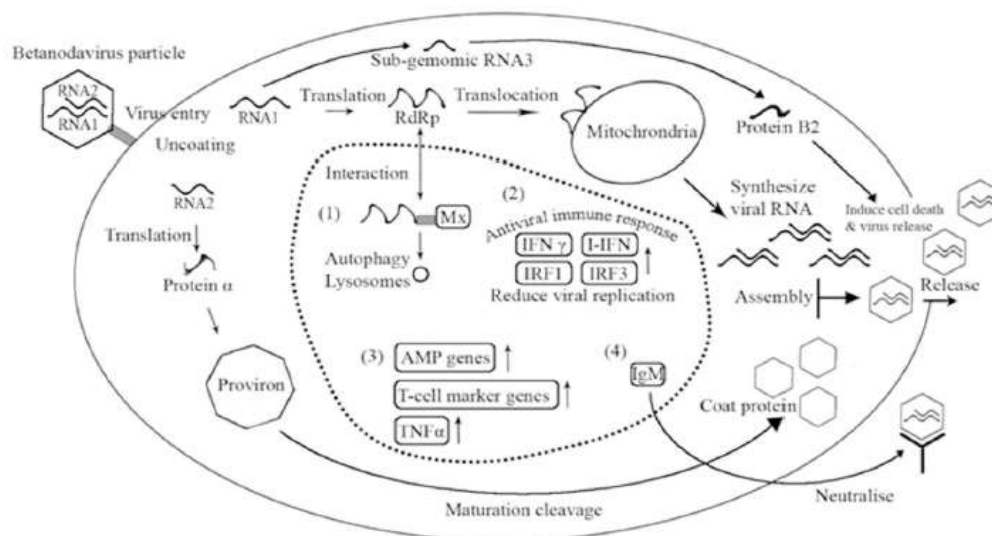 Betanodavirus particle
RNA2
RNA1
Virus entry
Uncoating
Sub-gemomic RNA3
RNA1
Translation
RdRp
Translocation
Mitochrondria
Protein B2
RNA2
Translation
Protein α
Proviron
Interaction
(1)
Mx
Autophagy
Lysosomes
(2)
Antiviral immune response
IFN γ
I-IFN
IRF1
IRF3
Reduce viral replication
(3)
AMP genes
T-cell marker genes
TNFα
(4)
IgM
Synthesize
viral RNA
Induce cell death
& virus release
Assembly
Release
Coat protein
Neutralise
Maturation cleavage